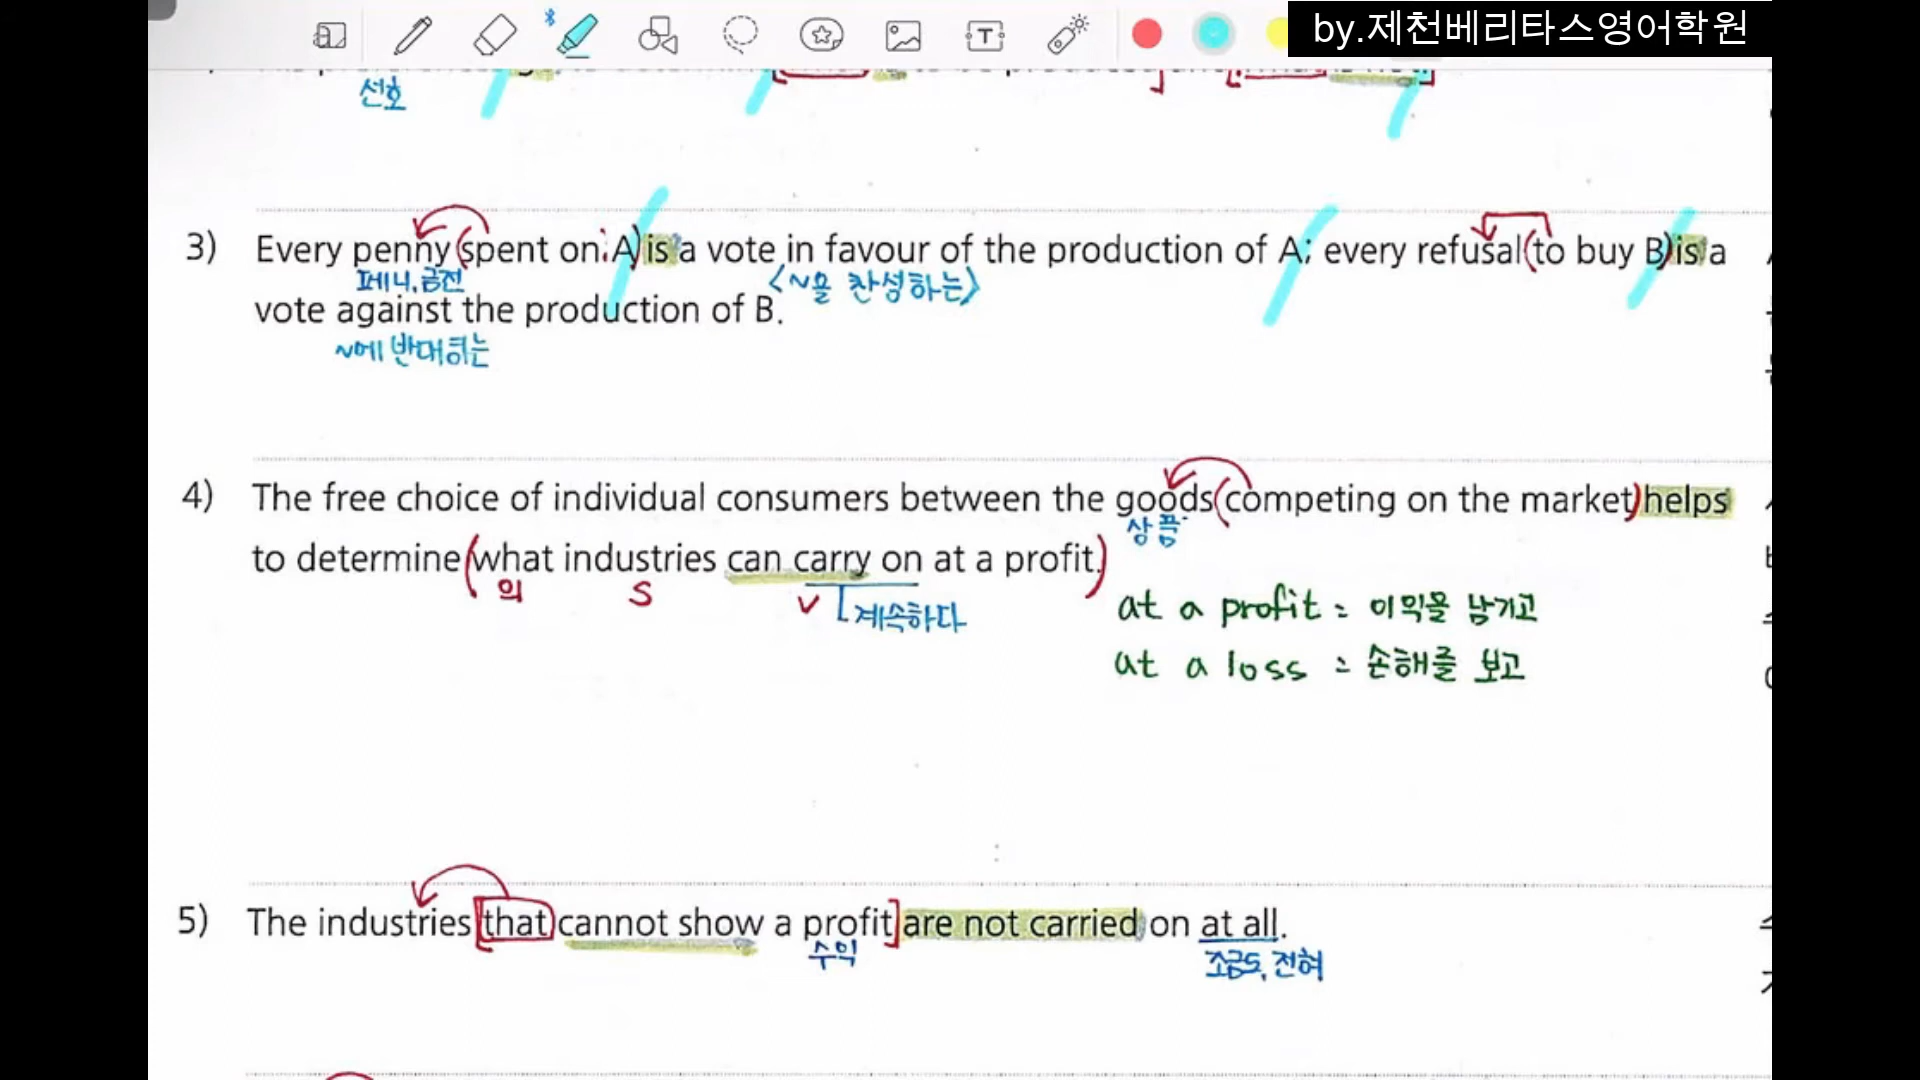 by.제천베리타스영어학원
선호
3) Every penny spent on A is a vote in favour of the production of A; every refusal to buy B is a
페니, 금전
<~을 찬성하는>
vote against the production of B.
~에 반대하는
4) The free choice of individual consumers between the goods competing on the market helps
상품
to determine what industries can carry on at a profit.
의 S V 계속하다
at a profit = 이익을 남기고
at a loss = 손해를 보고
5) The industries that cannot show a profit are not carried on at all.
수익
조금도, 전혀